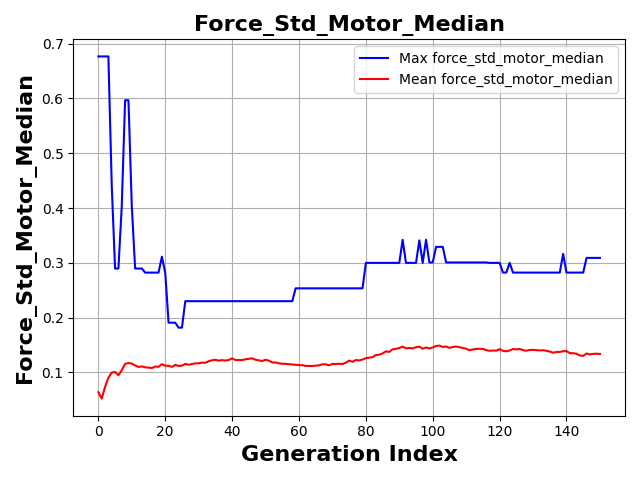 Force_Std_Motor_Median
Max force_std_motor_median
Mean force_std_motor_median
Force_Std_Motor_Median
0.7
0.6
0.5
0.4
0.3
0.2
0.1
0 20 40 60 80 100 120 140
Generation Index